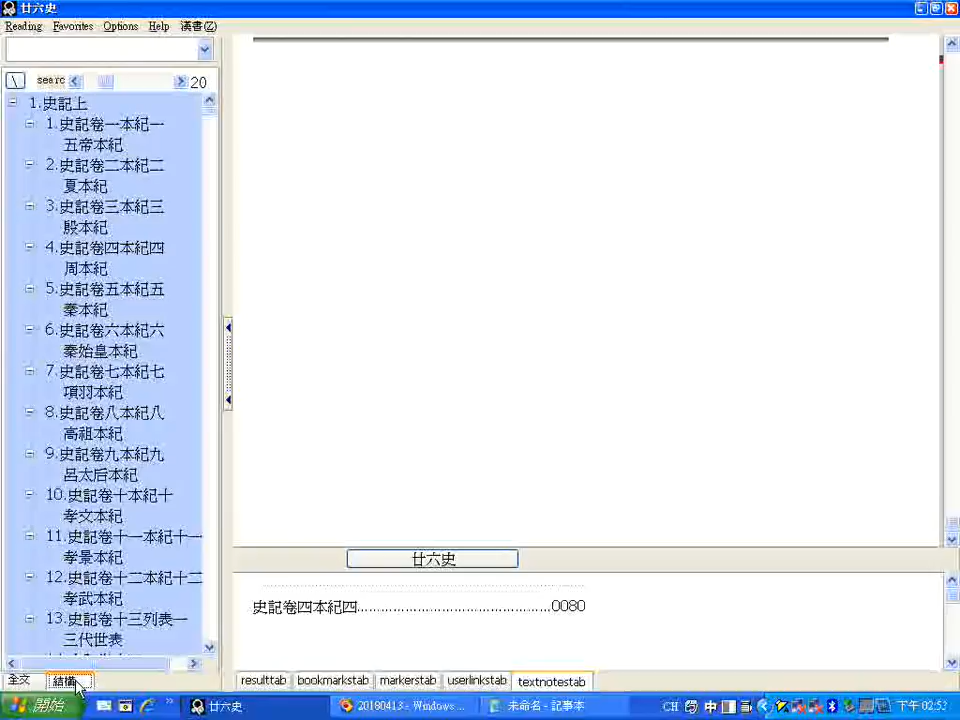 廿六史
Reading Favorites Options Help 漢書(Z)
\ searc 20
1.史記上
1.史記卷一本紀一
五帝本紀
2.史記卷二本紀二
夏本紀
3.史記卷三本紀三
殷本紀
4.史記卷四本紀四
周本紀
5.史記卷五本紀五
秦本紀
6.史記卷六本紀六
秦始皇本紀
7.史記卷七本紀七
項羽本紀
8.史記卷八本紀八
高祖本紀
9.史記卷九本紀九
呂太后本紀
10.史記卷十本紀十
孝文本紀
11.史記卷十一本紀十一
孝景本紀
12.史記卷十二本紀十二
孝武本紀
13.史記卷十三列表一
三代世表
全文 結構
廿六史
史記卷四本紀四................................................0080
resulttab bookmarkstab markerstab userlinkstab textnotestab
開始 廿六史 20180413 - Windows ... 未命名 - 記事本 CH 中 下午 02:53